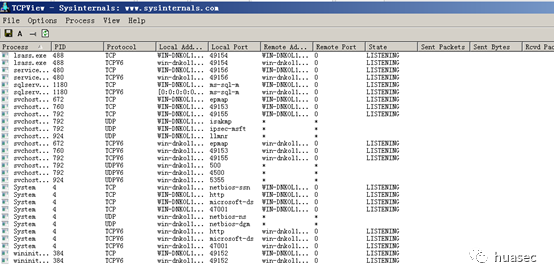 TCPView - Sysinternals: www.sysinternals.com
File Options Process View Help
Process PID Protocol Local Add... Local Port Remote Ad... Remote Port State Sent Packets Sent Bytes Rcvd Pac
lsass.exe 488 TCP WIN-DNKOL1... 49154 WIN-DNKOL1... 0 LISTENING
lsass.exe 488 TCPV6 win-dnkol1... 49154 win-dnkol1... 0 LISTENING
service... 480 TCP WIN-DNKOL1... 49156 WIN-DNKOL1... 0 LISTENING
service... 480 TCPV6 win-dnkol1... 49156 win-dnkol1... 0 LISTENING
sqlserv... 1180 TCP WIN-DNKOL1... ms-sql-m WIN-DNKOL1... 0 LISTENING
sqlserv... 1180 TCPV6 [0:0:0:0:0... ms-sql-m win-dnkol1... 0 LISTENING
svchost... 672 TCP WIN-DNKOL1... epmap WIN-DNKOL1... 0 LISTENING
svchost... 760 TCP WIN-DNKOL1... 49153 WIN-DNKOL1... 0 LISTENING
svchost... 792 TCP WIN-DNKOL1... 49155 WIN-DNKOL1... 0 LISTENING
svchost... 792 UDP WIN-DNKOL1... isakmp * *
svchost... 792 UDP WIN-DNKOL1... ipsec-msft * *
svchost... 924 UDP WIN-DNKOL1... llmnr * *
svchost... 672 TCPV6 win-dnkol1... epmap win-dnkol1... 0 LISTENING
svchost... 760 TCPV6 win-dnkol1... 49153 win-dnkol1... 0 LISTENING
svchost... 792 TCPV6 win-dnkol1... 49155 win-dnkol1... 0 LISTENING
svchost... 792 UDPV6 win-dnkol1... 500 * *
svchost... 792 UDPV6 win-dnkol1... 4500 * *
svchost... 924 UDPV6 win-dnkol1... 5355 * *
System 4 TCP WIN-DNKOL1... netbios-ssn WIN-DNKOL1... 0 LISTENING
System 4 TCP WIN-DNKOL1... http WIN-DNKOL1... 0 LISTENING
System 4 TCP WIN-DNKOL1... microsoft-ds WIN-DNKOL1... 0 LISTENING
System 4 TCP WIN-DNKOL1... 47001 WIN-DNKOL1... 0 LISTENING
System 4 UDP WIN-DNKOL1... netbios-ns * *
System 4 UDP WIN-DNKOL1... netbios-dgm * *
System 4 TCPV6 win-dnkol1... http win-dnkol1... 0 LISTENING
System 4 TCPV6 win-dnkol1... microsoft-ds win-dnkol1... 0 LISTENING
System 4 TCPV6 win-dnkol1... 47001 win-dnkol1... 0 LISTENING
wininit... 384 TCP WIN-DNKOL1... 49152 WIN-DNKOL1... 0 LISTENING
wininit... 384 TCPV6 win-dnkol1... 49152 win-dnkol1... 0 LISTENING
huasec